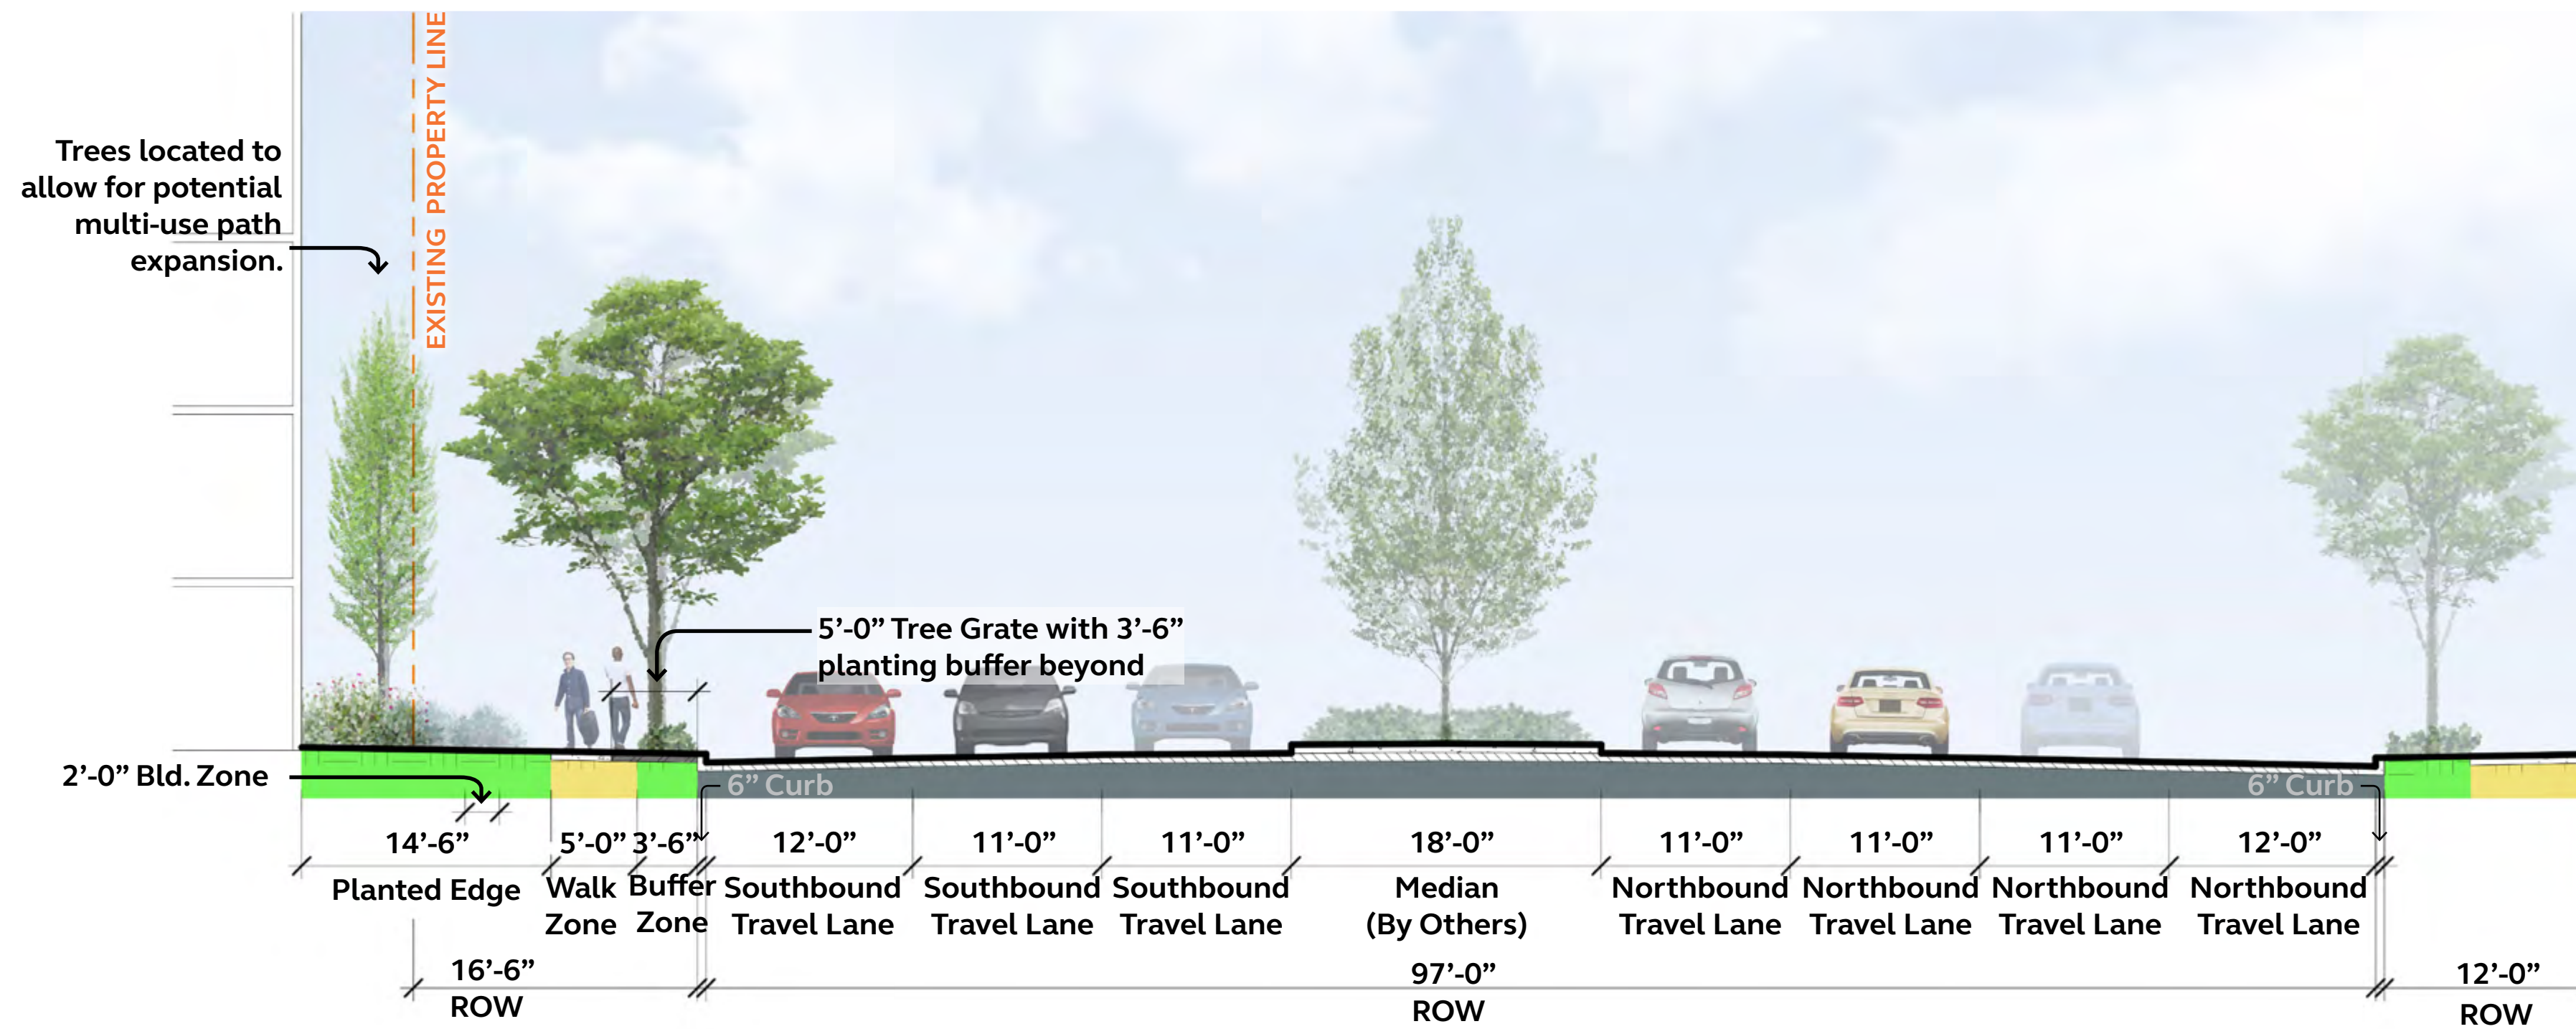 EXISTING PROPERTY LINE
Trees located to
allow for potential
multi-use path
expansion.
5’-0” Tree Grate with 3’-6”
planting buffer beyond
2’-0” Bld. Zone
6” Curb
6” Curb
14’-6”
5’-0”
3’-6”
12’-0”
11’-0”
11’-0”
18’-0”
11’-0”
11’-0”
11’-0”
12’-0”
Planted Edge
Walk
Zone
Buffer
Zone
Southbound
Travel Lane
Southbound
Travel Lane
Southbound
Travel Lane
Median
(By Others)
Northbound
Travel Lane
Northbound
Travel Lane
Northbound
Travel Lane
Northbound
Travel Lane
16’-6”
ROW
97’-0”
ROW
12’-0”
ROW